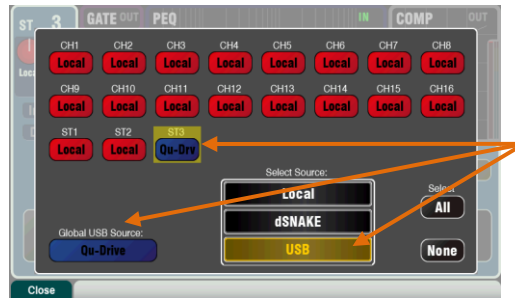 ST 3 GATE OUT PEQ IN COMP OUT
CH1 CH2 CH3 CH4 CH5 CH6 CH7 CH8
Local Local Local Local Local Local Local Local
CH9 CH10 CH11 CH12 CH13 CH14 CH15 CH16
Local Local Local Local Local Local Local Local
ST1 ST2 ST3
Local Local Qu-Drv
Select Source:
Local
dSNAKE
USB
Select
All
None
Global USB Source:
Qu-Drive
Close